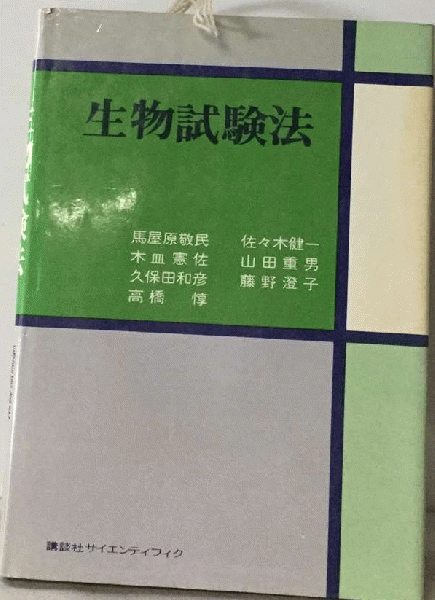 生物試験法
馬屋原敬民 佐々木健一
木皿憲佐 山田重男
久保田和彦 藤野澄子
高橋惇
講談社サイエンティフィク